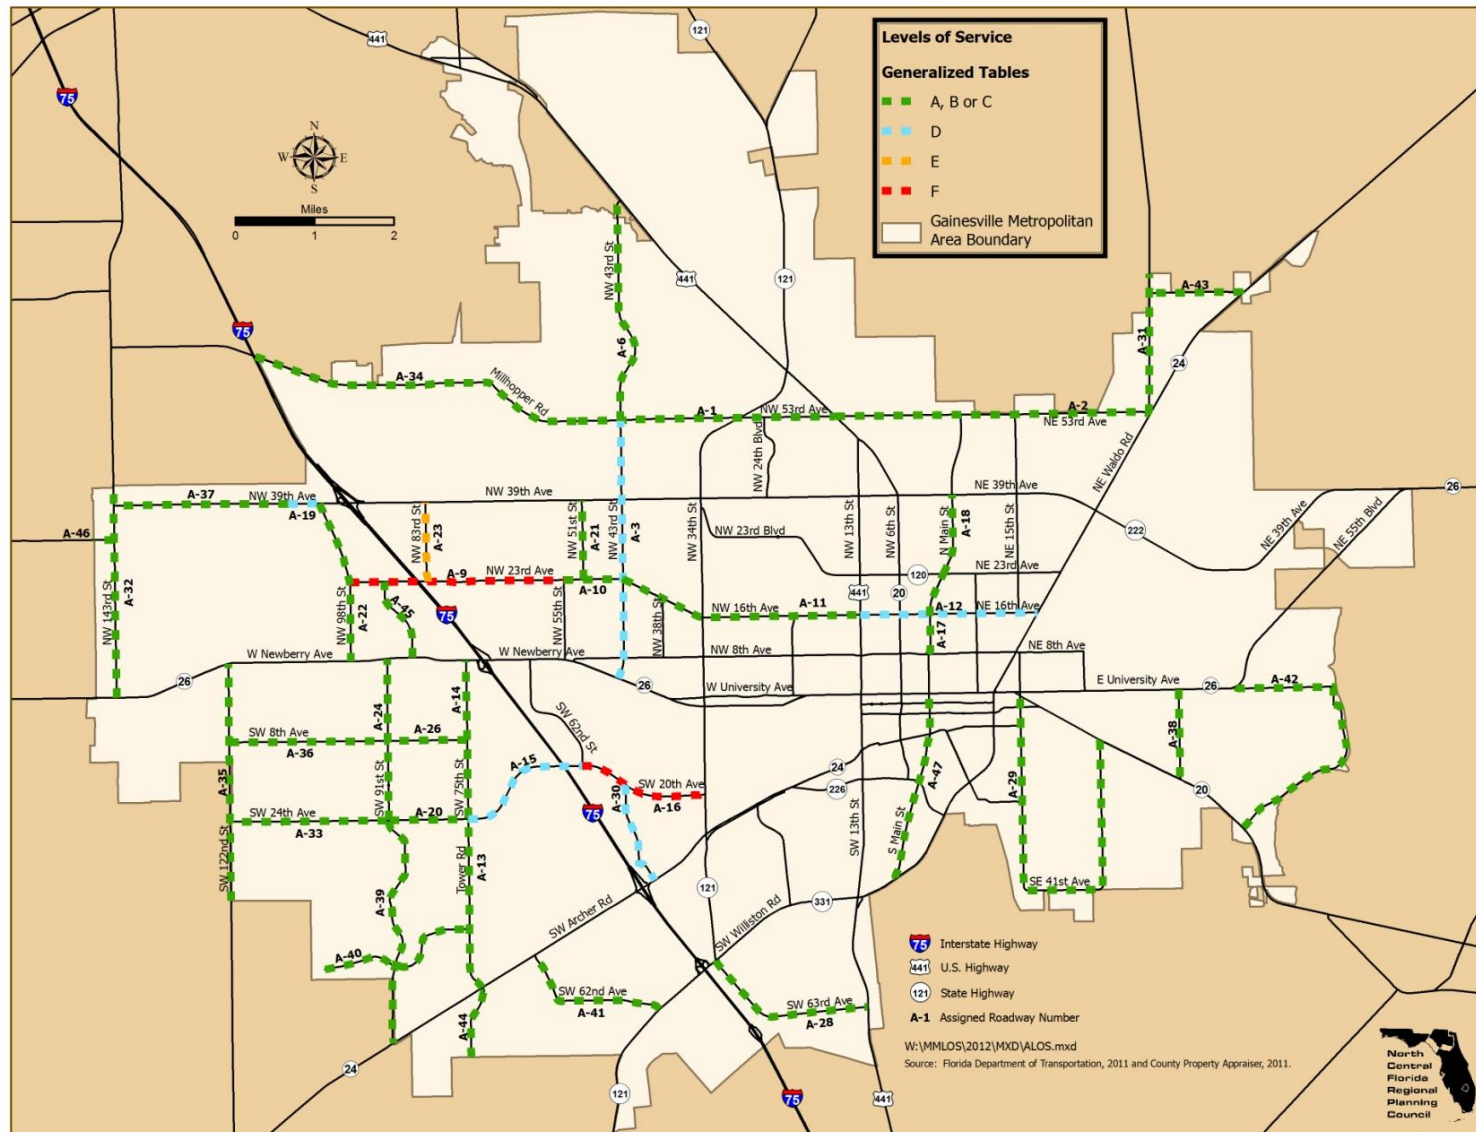 Levels of Service
Generalized Tables
A, B or C
D
E
F
Gainesville Metropolitan
Area Boundary
N
W E
S
Miles
0 1 2
75
441
121
75
441
121
NW 43rd St
A-6
A-43
A-31
24
A-34
Millhopper Rd
A-1
NW 53rd Ave
A-2
NE 53rd Ave
NW 24th Blvd
NE Waldo Rd
A-37
NW 39th Ave
A-19
NW 39th Ave
NE 39th Ave
26
A-46
NW 83rd St
A-23
NW 51st St
A-21
NW 43rd St
A-3
NW 34th St
NW 23rd Blvd
NW 13th St
NW 6th St
N Main St
A-18
NE 15th St
222
NE 39th Ave
NE 55th Blvd
A-9
NW 23rd Ave
A-10
120
NE 23rd Ave
NW 143rd St
A-32
NW 98th St
A-22
A-45
75
NW 55th St
NW 38th St
NW 16th Ave
A-11
441
20
A-12
NE 16th Ave
A-17
W Newberry Ave
W Newberry Ave
NW 8th Ave
NE 8th Ave
26
26
W University Ave
E University Ave
26
A-42
A-24
A-14
SW 62nd St
SW 8th Ave
A-36
A-26
A-38
A-35
SW 91st St
SW 75th St
A-15
A-30
SW 20th Ave
A-16
24
226
A-47
A-29
20
SW 24th Ave
A-33
A-20
75
SW 13th St
S Main St
SW 122nd St
Tower Rd
A-13
A-39
SW Archer Rd
121
SW Williston Rd
331
SE 41st Ave
A-40
SW 62nd Ave
A-41
SW 63rd Ave
A-28
A-44
24
121
75
441
75 Interstate Highway
441 U.S. Highway
121 State Highway
A-1 Assigned Roadway Number
W:\MMLOS\2012\MXD\ALOS.mxd
Source: Florida Department of Transportation, 2011 and County Property Appraiser, 2011.
North
Central
Florida
Regional
Planning
Council